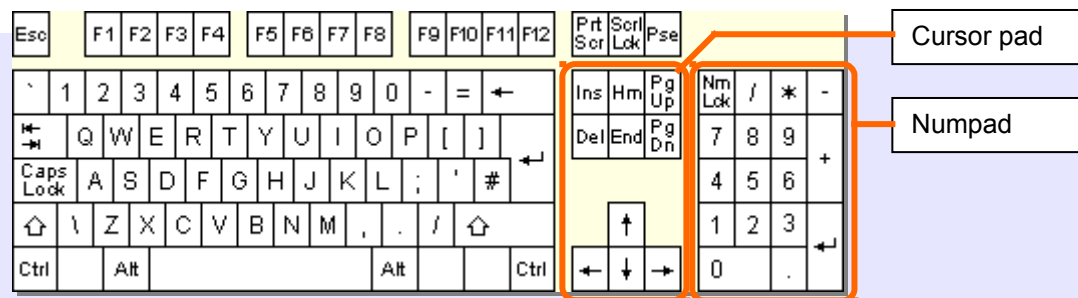 Esc F1 F2 F3 F4 F5 F6 F7 F8 F9 F10 F11 F12 Prt Scr Scrl Lck Pse
Cursor pad
` 1 2 3 4 5 6 7 8 9 0 - = ← Ins Hm Pg Up Nm Lck / * -
Numpad
Q W E R T Y U I O P [ ] Del End Pg Dn 7 8 9 +
Caps Lock A S D F G H J K L ; ' # 4 5 6
\ Z X C V B N M , . / ↑ 1 2 3
Ctrl Alt Alt Ctrl ← ↓ → 0 .